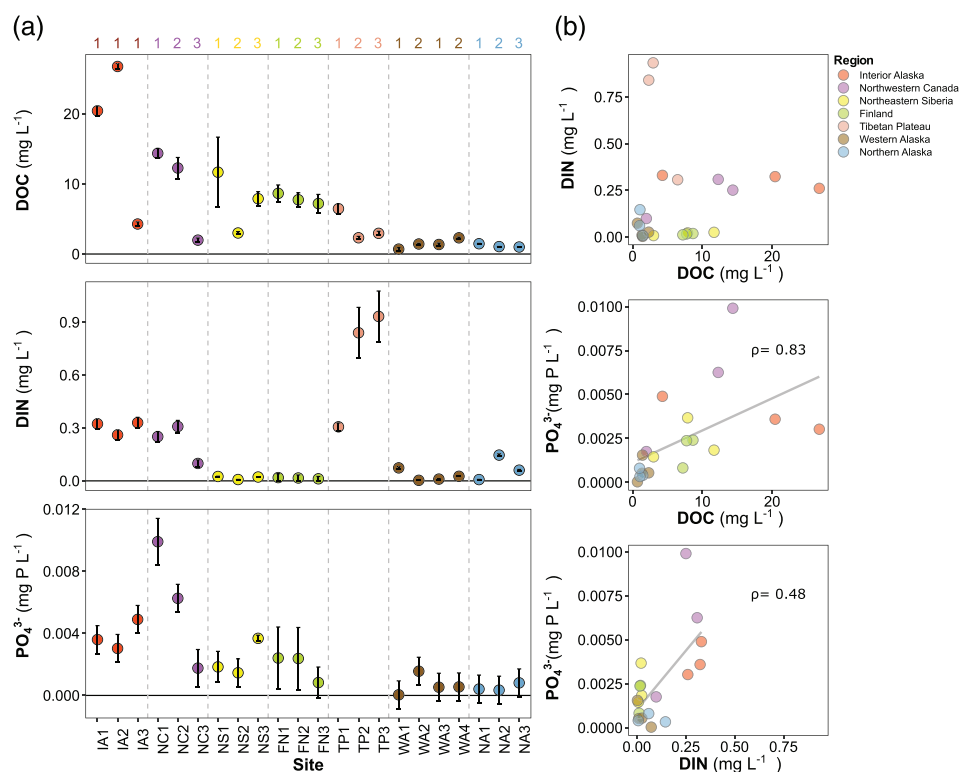 (a)
1 1 1 1 2 3 1 2 3 1 2 3 1 2 3 1 1 2 2 1 2 3
DOC (mg L-1)
20
10
0
DIN (mg L-1)
0.9
0.6
0.3
0.0
PO43-(mg P L-1)
0.012
0.008
0.004
0.000
IA1 IA2 IA3 NC1 NC2 NC3 NS1 NS2 NS3 FN1 FN2 FN3 TP1 TP2 TP3 WA1 WA2 WA3 WA4 NA1 NA2 NA3
Site
(b)
DIN (mg L-1)
0.75
0.50
0.25
0.00
0 10 20
DOC (mg L-1)
Region
Interior Alaska
Northwestern Canada
Northeastern Siberia
Finland
Tibetan Plateau
Western Alaska
Northern Alaska
PO43-(mg P L-1)
0.0100
0.0075
0.0050
0.0025
0.0000
ρ= 0.83
0 10 20
DOC (mg L-1)
PO43-(mg P L-1)
0.0100
0.0075
0.0050
0.0025
0.0000
ρ= 0.48
0.00 0.25 0.50 0.75
DIN (mg L-1)